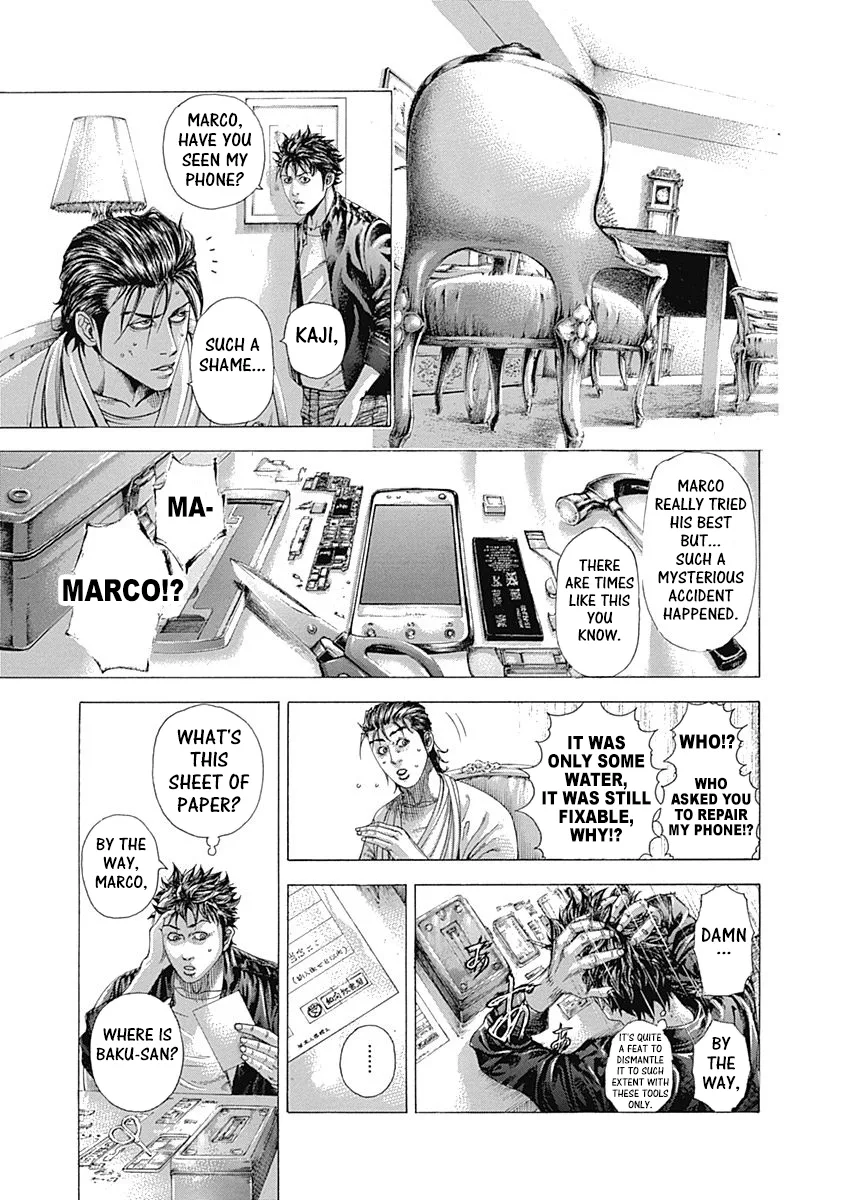 MARCO,
HAVE YOU
SEEN MY
PHONE?
KAJI,
SUCH A
SHAME...
MARCO
REALLY TRIED
HIS BEST
BUT...
SUCH A
MYSTERIOUS
ACCIDENT
HAPPENED.
THERE
ARE TIMES
LIKE THIS
YOU
KNOW.
MA-
MARCO!?
WHO!?
WHO
ASKED YOU
TO REPAIR
MY PHONE!?
IT WAS
ONLY SOME
WATER,
IT WAS STILL
FIXABLE,
WHY!?
DAMN
...
BY
THE
WAY,
IT'S QUITE
A FEAT TO
DISMANTLE
IT TO SUCH
EXTENT WITH
THESE TOOLS
ONLY.
ああ
ああ
......
WHAT'S
THIS
SHEET OF
PAPER?
BY THE
WAY,
MARCO,
WHERE IS
BAKU-SAN?